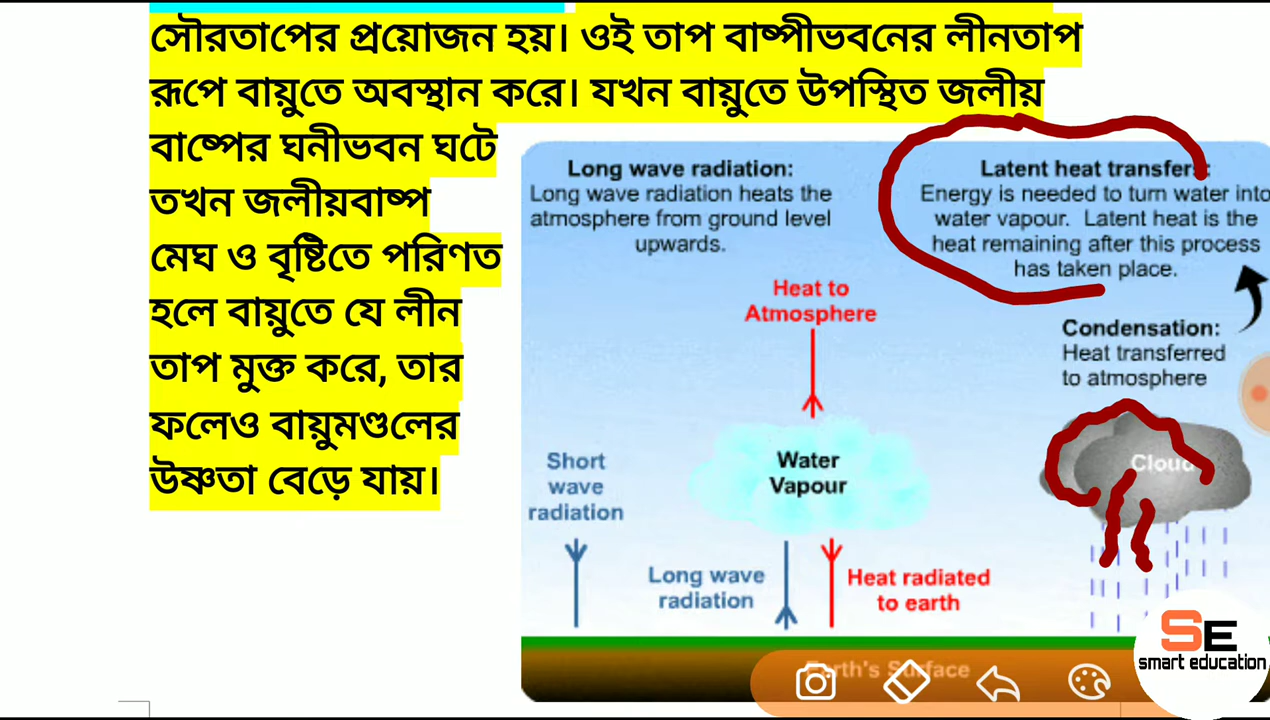 সৌরতাপের প্রয়োজন হয়। ওই তাপ বাষ্পীভবনের লীনতাপ
রূপে বায়ুতে অবস্থান করে। যখন বায়ুতে উপস্থিত জলীয়
বাষ্পের ঘনীভবন ঘটে
তখন জলীয়বাষ্প
মেঘ ও বৃষ্টিতে পরিণত
হলে বায়ুতে যে লীন
তাপ মুক্ত করে, তার
ফলেও বায়ুমণ্ডলের
উষ্ণতা বেড়ে যায়।
Long wave radiation:
Long wave radiation heats the
atmosphere from ground level
upwards.
Latent heat transfers:
Energy is needed to turn water into
water vapour. Latent heat is the
heat remaining after this process
has taken place.
Heat to
Atmosphere
Condensation:
Heat transferred
to atmosphere
Cloud
Water
Vapour
Short
wave
radiation
Long wave
radiation
Heat radiated
to earth
Earth's Surface
SE
smart education